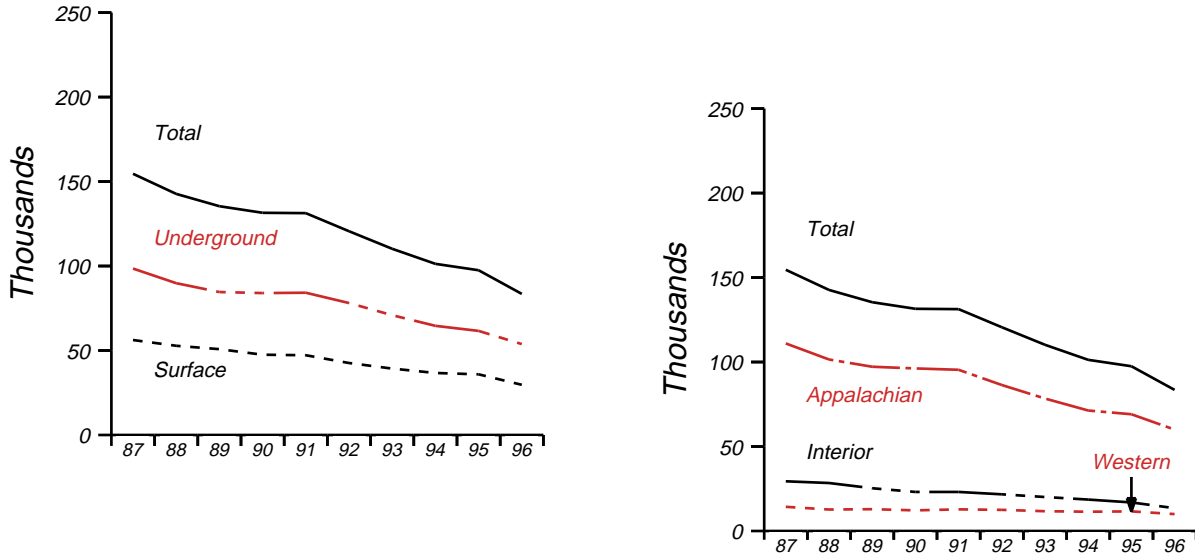 250
200
150
100
50
0
Thousands
Total
Underground
Surface
87 88 89 90 91 92 93 94 95 96
250
200
150
100
50
0
Thousands
Total
Appalachian
Interior
Western
87 88 89 90 91 92 93 94 95 96